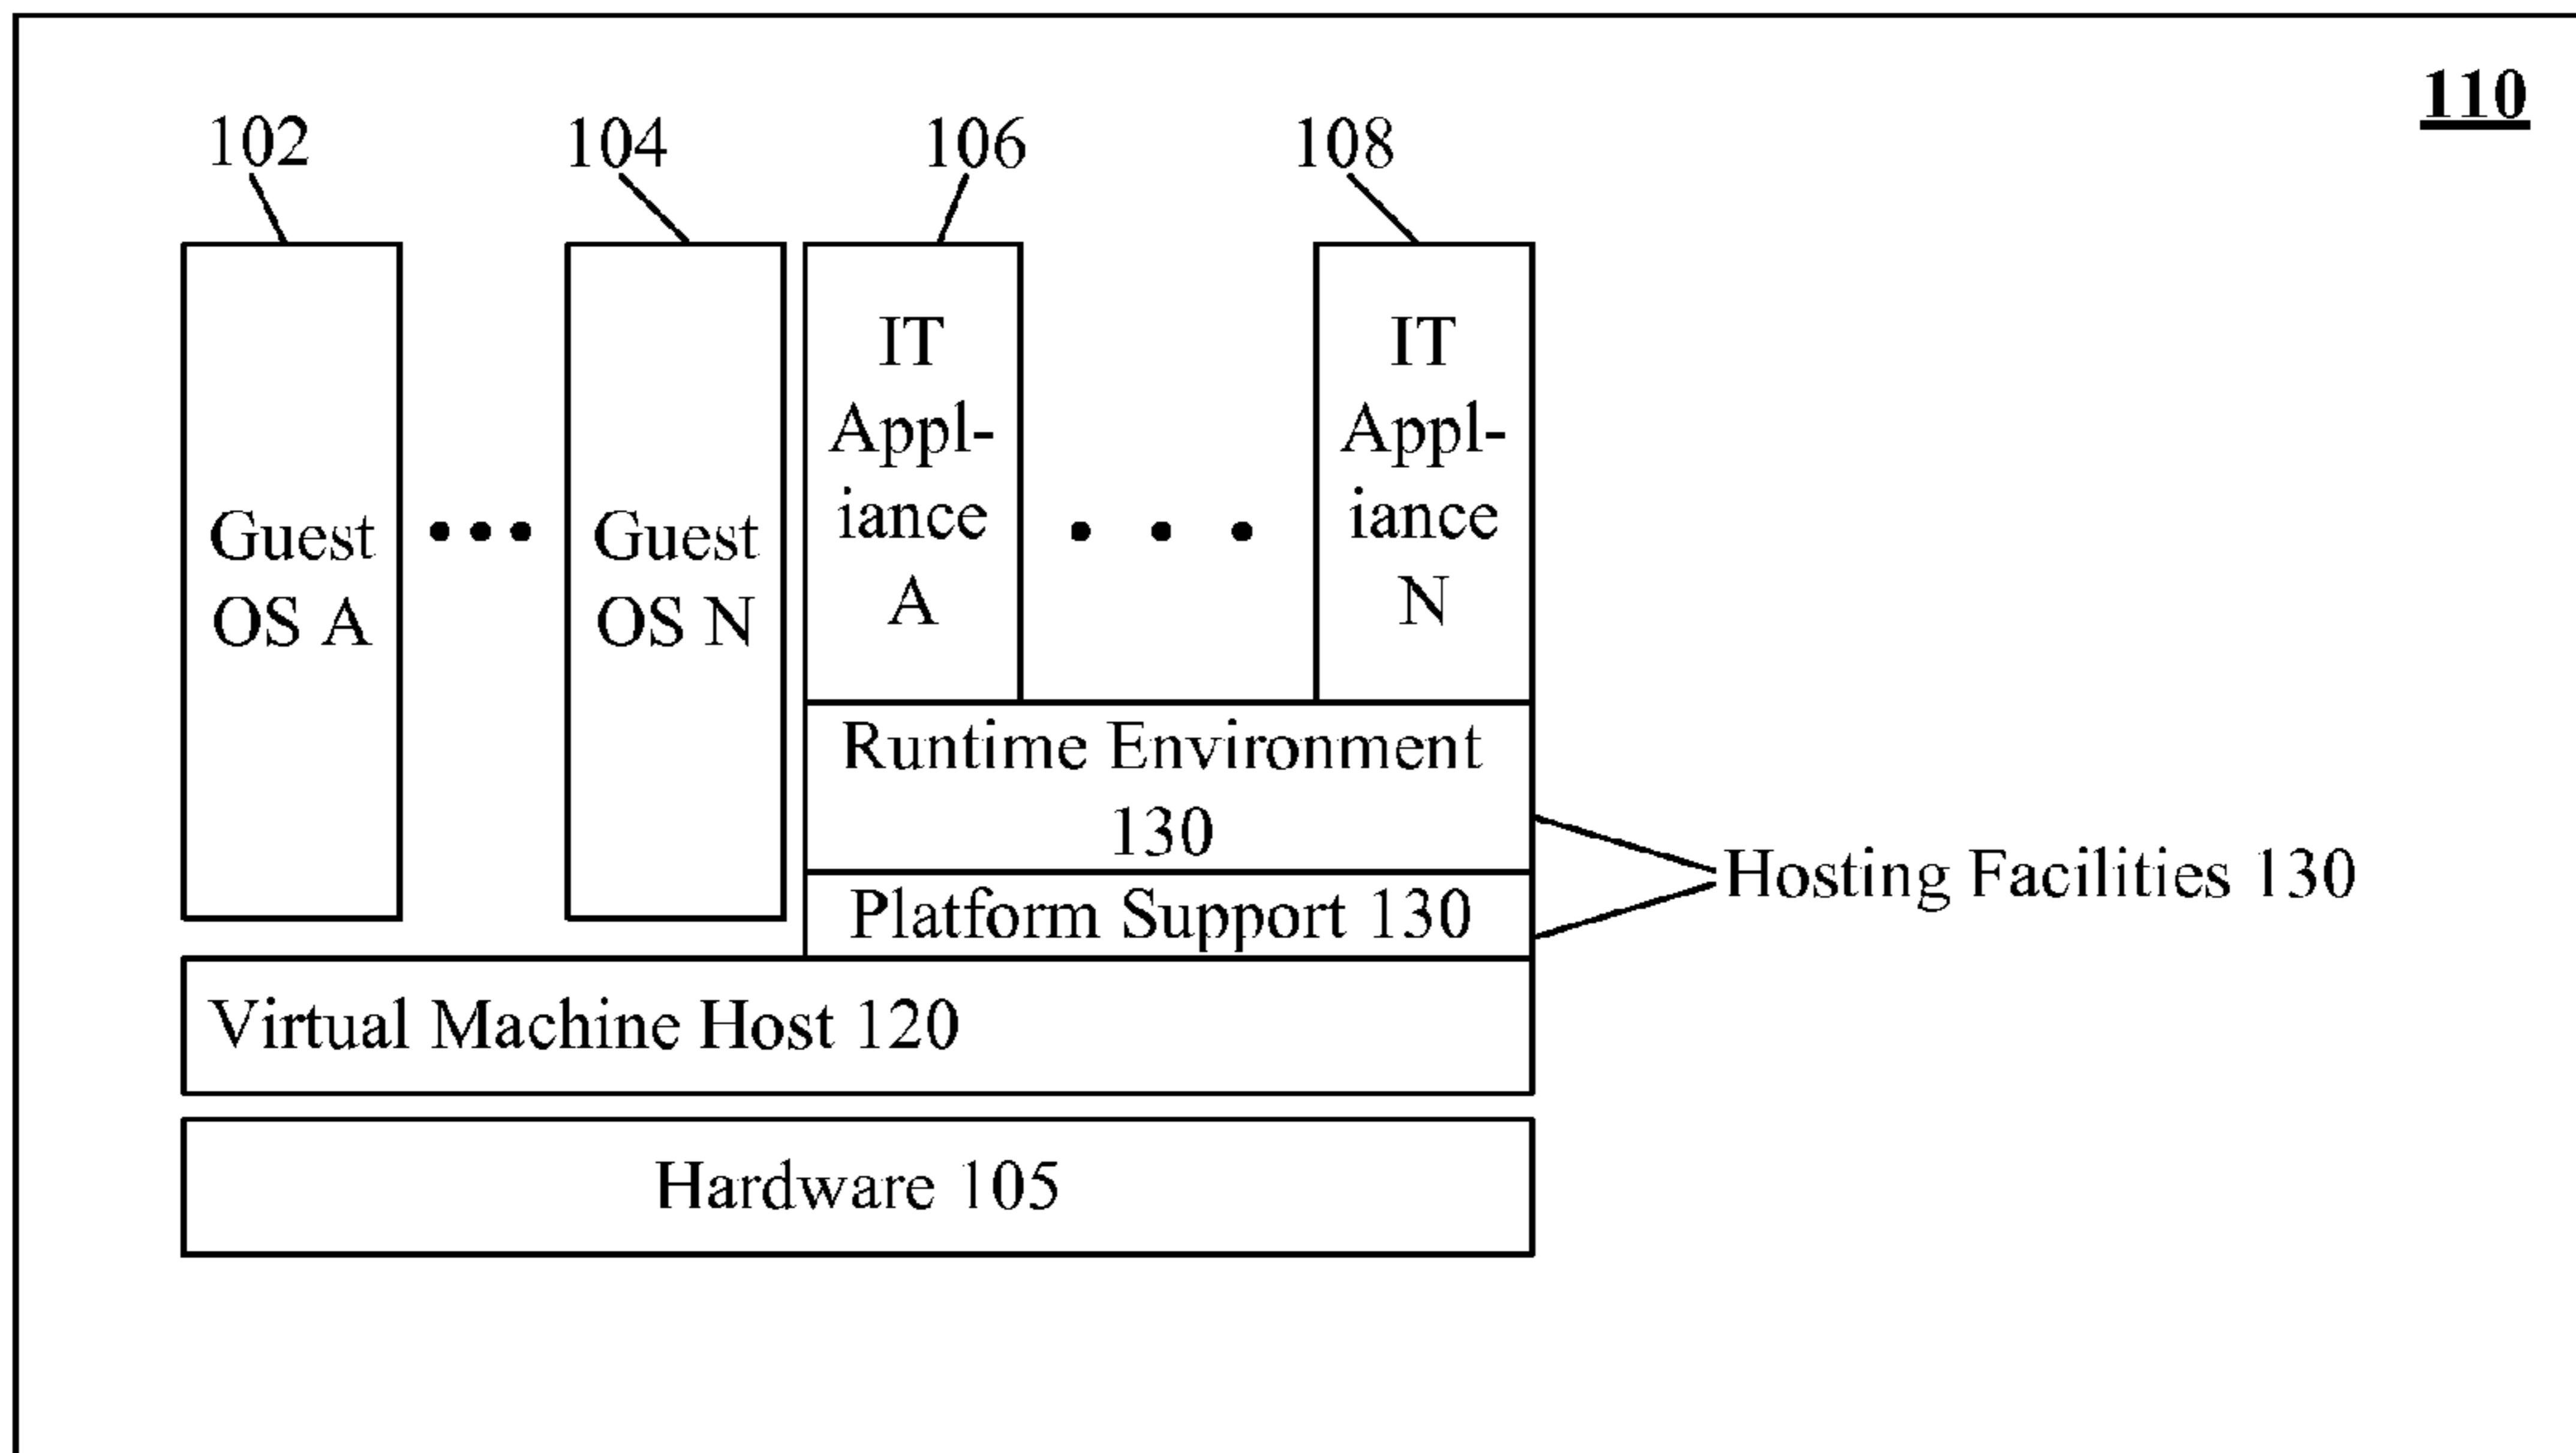 110
102
104
106
108
Guest
OS A
Guest
OS N
IT
Appl-
iance
A
IT
Appl-
iance
N
Runtime Environment
130
Platform Support 130
Hosting Facilities 130
Virtual Machine Host 120
Hardware 105